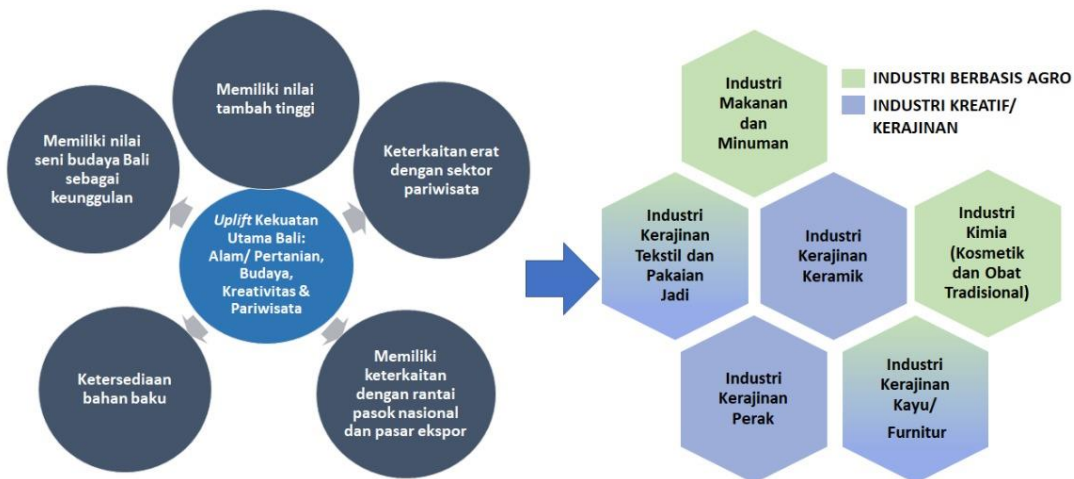 Memiliki nilai
tambah tinggi
Memiliki nilai
seni budaya Bali
sebagai
keunggulan
Keterkaitan erat
dengan sektor
pariwisata
Uplift Kekuatan
Utama Bali:
Alam/ Pertanian,
Budaya,
Kreativitas &
Pariwisata
Ketersediaan
bahan baku
Memiliki
keterkaitan
dengan rantai
pasok nasional
dan pasar ekspor
Industri
Makanan
dan
Minuman
INDUSTRI BERBASIS AGRO
INDUSTRI KREATIF/
KERAJINAN
Industri
Kerajinan
Tekstil dan
Pakaian
Jadi
Industri
Kerajinan
Keramik
Industri
Kimia
(Kosmetik
dan Obat
Tradisional)
Industri
Kerajinan
Perak
Industri
Kerajinan
Kayu/
Furnitur